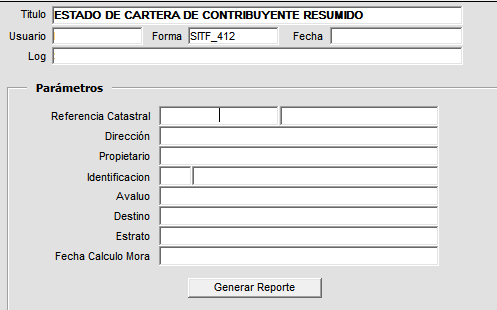 Titulo ESTADO DE CARTERA DE CONTRIBUYENTE RESUMIDO
Usuario Forma SITF_412 Fecha
Log
Parámetros
Referencia Catastral
Dirección
Propietario
Identificacion
Avaluo
Destino
Estrato
Fecha Calculo Mora
Generar Reporte